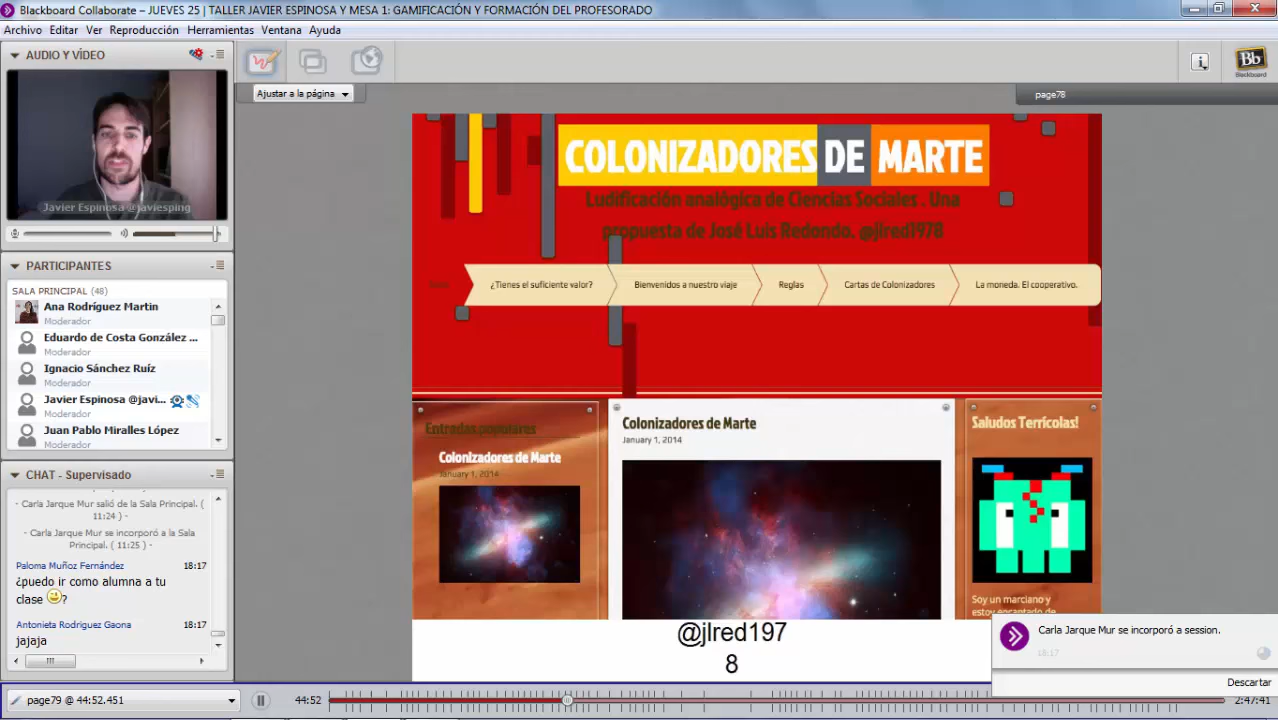 Blackboard Collaborate – JUEVES 25 | TALLER JAVIER ESPINOSA Y MESA 1: GAMIFICACIÓN Y FORMACIÓN DEL PROFESORADO
Archivo Editar Ver Reproducción Herramientas Ventana Ayuda
AUDIO Y VÍDEO
Javier Espinosa @javiesping
PARTICIPANTES
SALA PRINCIPAL (48)
Ana Rodríguez Martin
Moderador
Eduardo de Costa González ...
Moderador
Ignacio Sánchez Ruíz
Moderador
Javier Espinosa @javi...
Moderador
Juan Pablo Miralles López
Moderador
CHAT - Supervisado
- Carla Jarque Mur salió de la Sala Principal. (
11:24 ) -
- Carla Jarque Mur se incorporó a la Sala
Principal. ( 11:25 ) -
Paloma Muñoz Fernández 18:17
¿puedo ir como alumna a tu
clase ?
Antonieta Rodriguez Gaona 18:17
jajaja
Ajustar a la página
page78
Bb
Blackboard
COLONIZADORES DE MARTE
Ludificación analógica de Ciencias Sociales . Una
propuesta de José Luis Redondo. @jlred1978
Inicio ¿Tienes el suficiente valor? Bienvenidos a nuestro viaje Reglas Cartas de Colonizadores La moneda. El cooperativo.
Entradas populares
Colonizadores de Marte
January 1, 2014
Colonizadores de Marte
January 1, 2014
Saludos Terrícolas!
Soy un marciano y
estoy encantado de
@jlred197
8
Carla Jarque Mur se incorporó a session.
18:17
Descartar
page79 @ 44:52.451
44:52
2:47:41